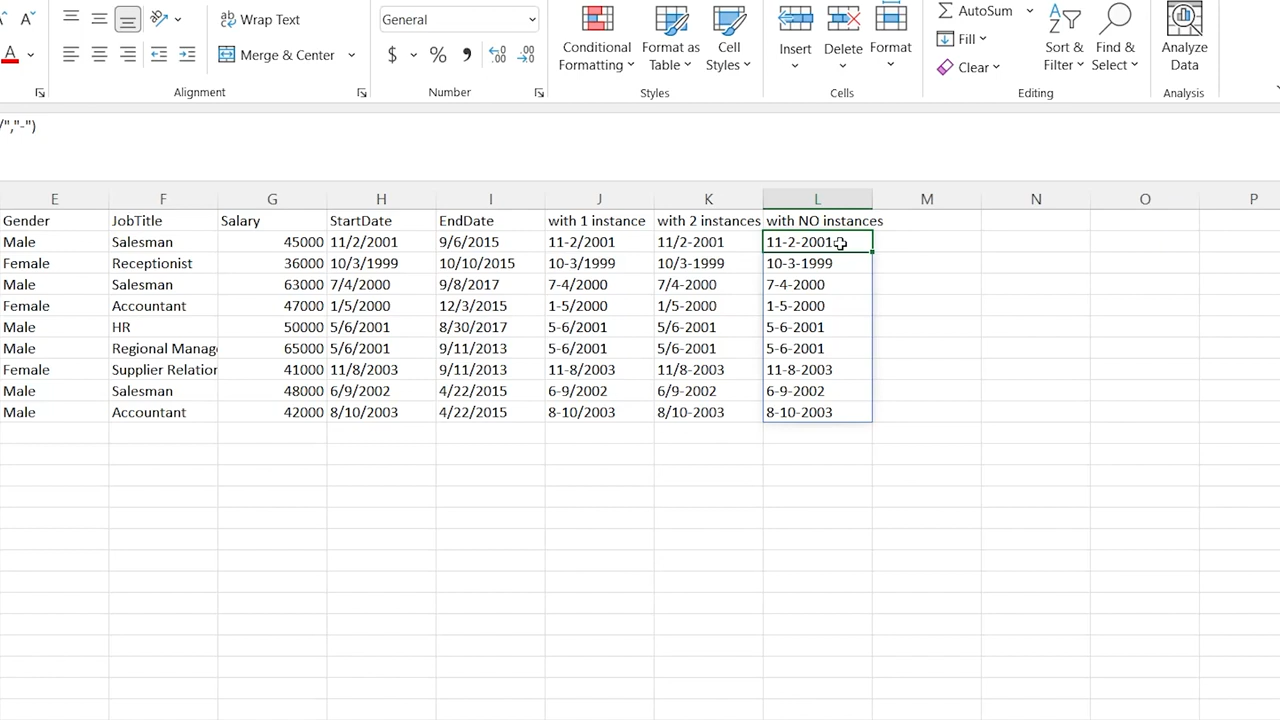 A^ A˅
Wrap Text
General
AutoSum
A
Merge & Center
$ % ,
Conditional Formatting
Format as Table
Cell Styles
Insert
Delete
Format
Fill
Clear
Sort & Filter
Find & Select
Analyze Data
Alignment
Number
Styles
Cells
Editing
Analysis
/","-")
E F G H I J K L M N O P
Gender JobTitle Salary StartDate EndDate with 1 instance with 2 instances with NO instances
Male Salesman 45000 11/2/2001 9/6/2015 11-2/2001 11/2-2001 11-2-2001
Female Receptionist 36000 10/3/1999 10/10/2015 10-3/1999 10/3-1999 10-3-1999
Male Salesman 63000 7/4/2000 9/8/2017 7-4/2000 7/4-2000 7-4-2000
Female Accountant 47000 1/5/2000 12/3/2015 1-5/2000 1/5-2000 1-5-2000
Male HR 50000 5/6/2001 8/30/2017 5-6/2001 5/6-2001 5-6-2001
Male Regional Manag 65000 5/6/2001 9/11/2013 5-6/2001 5/6-2001 5-6-2001
Female Supplier Relation 41000 11/8/2003 9/11/2013 11-8/2003 11/8-2003 11-8-2003
Male Salesman 48000 6/9/2002 4/22/2015 6-9/2002 6/9-2002 6-9-2002
Male Accountant 42000 8/10/2003 4/22/2015 8-10/2003 8/10-2003 8-10-2003